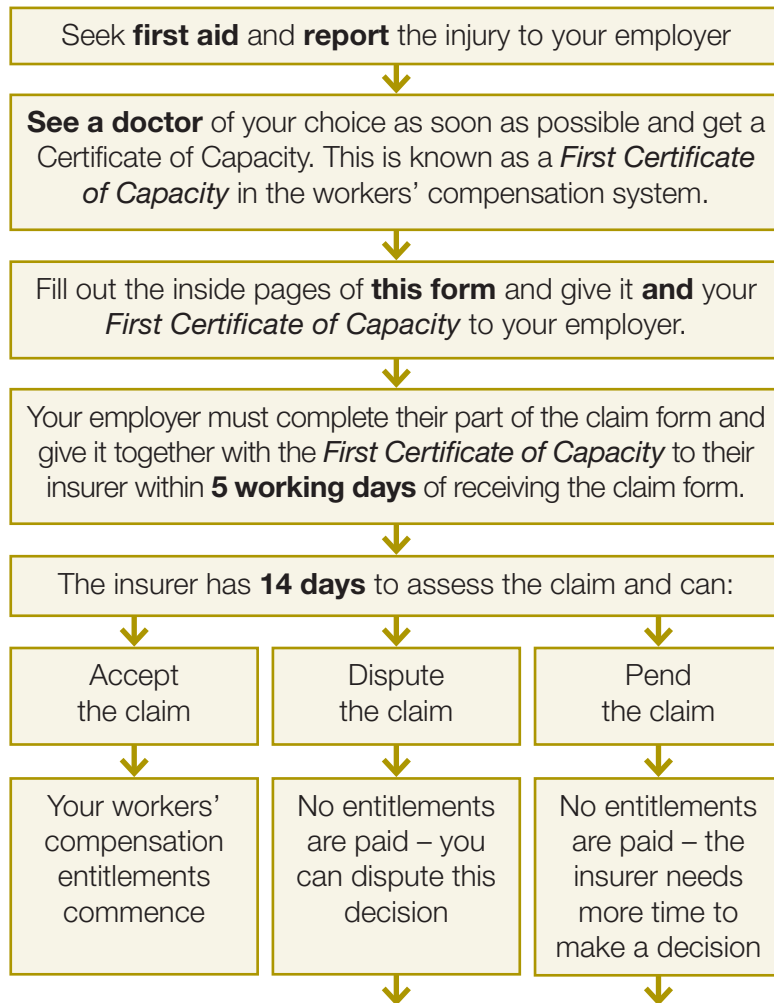 Seek first aid and report the injury to your employer
See a doctor of your choice as soon as possible and get a
Certificate of Capacity. This is known as a First Certificate
of Capacity in the workers’ compensation system.
Fill out the inside pages of this form and give it and your
First Certificate of Capacity to your employer.
Your employer must complete their part of the claim form and
give it together with the First Certificate of Capacity to their
insurer within 5 working days of receiving the claim form.
The insurer has 14 days to assess the claim and can:
Accept
the claim
Dispute
the claim
Pend
the claim
Your workers’
compensation
entitlements
commence
No entitlements
are paid – you
can dispute this
decision
No entitlements
are paid – the
insurer needs
more time to
make a decision